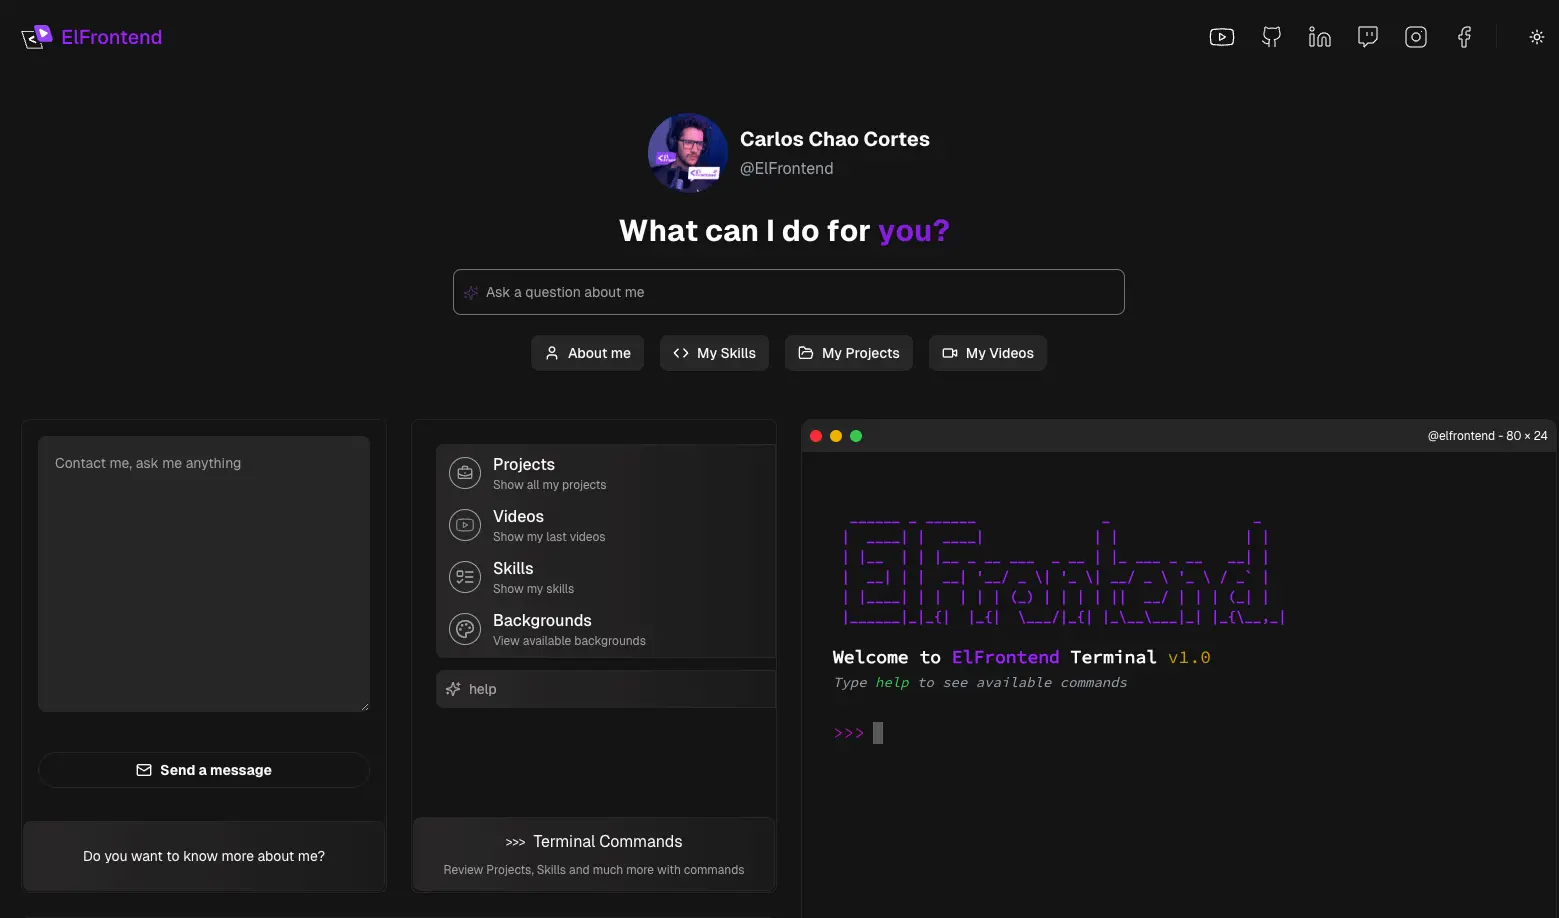 ElFrontend
Carlos Chao Cortes
@ElFrontend
What can I do for you?
Ask a question about me
About me
My Skills
My Projects
My Videos
Contact me, ask me anything
Send a message
Do you want to know more about me?
Projects
Show all my projects
Videos
Show my last videos
Skills
Show my skills
Backgrounds
View available backgrounds
help
>>> Terminal Commands
Review Projects, Skills and much more with commands
@elfrontend - 80 × 24
ElFrontend
Welcome to ElFrontend Terminal v1.0
Type help to see available commands
>>>